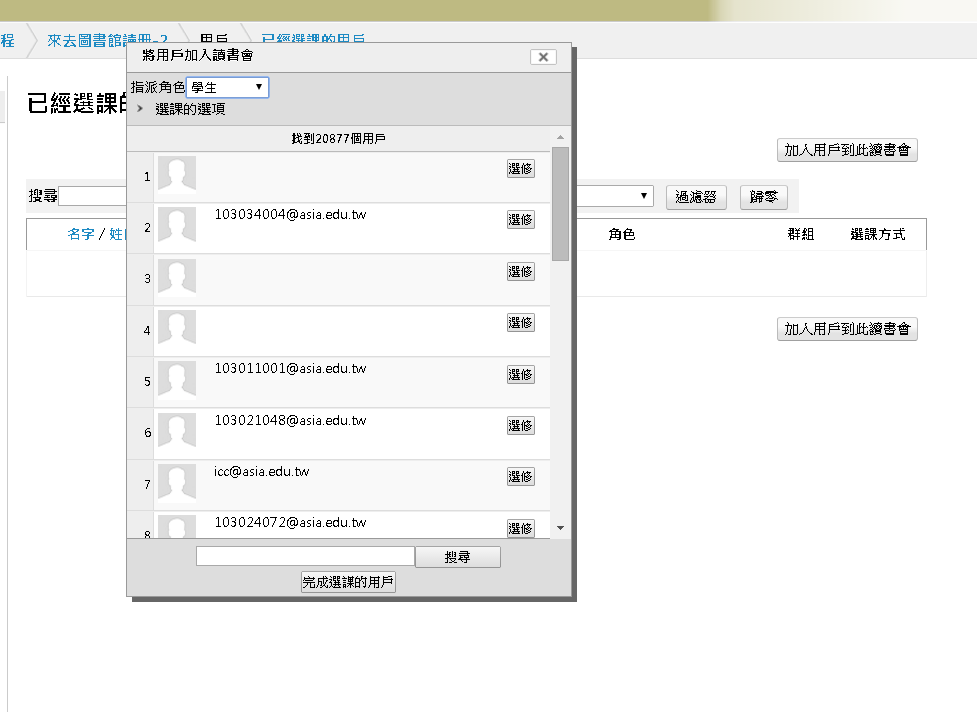 程 來去圖書館讀冊-2 用戶 已經選課的用戶
將用戶加入讀書會
指派角色 學生
選課的選項
已經選課的
找到20877個用戶
加入用戶到此讀書會
1 選修
搜尋 過濾器 歸零
2 103034004@asia.edu.tw 選修
名字 / 姓 角色 群組 選課方式
3 選修
4 選修
加入用戶到此讀書會
5 103011001@asia.edu.tw 選修
6 103021048@asia.edu.tw 選修
7 icc@asia.edu.tw 選修
8 103024072@asia.edu.tw 選修
搜尋
完成選課的用戶